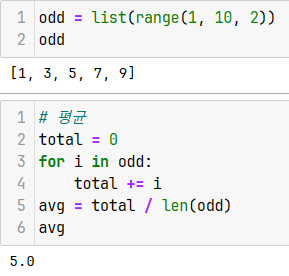 1 odd = list(range(1, 10, 2))
2 odd
[1, 3, 5, 7, 9]
1 # 평균
2 total = 0
3 for i in odd:
4     total += i
5 avg = total / len(odd)
6 avg
5.0